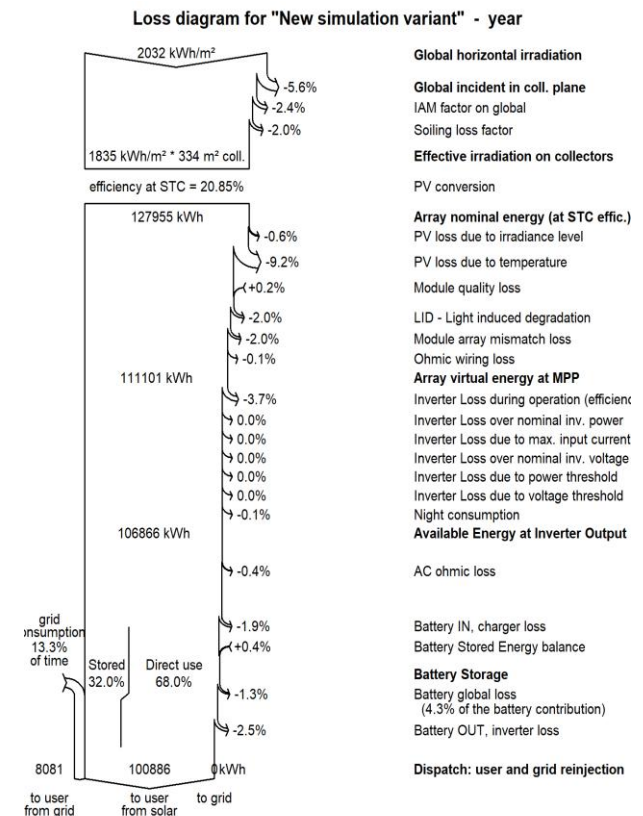 Loss diagram for "New simulation variant" - year
2032 kWh/m² Global horizontal irradiation
-5.6% Global incident in coll. plane
-2.4% IAM factor on global
-2.0% Soiling loss factor
1835 kWh/m² * 334 m² coll. Effective irradiation on collectors
efficiency at STC = 20.85% PV conversion
127955 kWh Array nominal energy (at STC effic.)
-0.6% PV loss due to irradiance level
-9.2% PV loss due to temperature
+0.2% Module quality loss
-2.0% LID - Light induced degradation
-2.0% Module array mismatch loss
-0.1% Ohmic wiring loss
111101 kWh Array virtual energy at MPP
-3.7% Inverter Loss during operation (efficienc
0.0% Inverter Loss over nominal inv. power
0.0% Inverter Loss due to max. input current
0.0% Inverter Loss over nominal inv. voltage
0.0% Inverter Loss due to power threshold
0.0% Inverter Loss due to voltage threshold
-0.1% Night consumption
106866 kWh Available Energy at Inverter Output
-0.4% AC ohmic loss
grid
onsumption
13.3%
of time
Stored
32.0%
Direct use
68.0%
-1.9% Battery IN, charger loss
+0.4% Battery Stored Energy balance
Battery Storage
-1.3% Battery global loss
(4.3% of the battery contribution)
-2.5% Battery OUT, inverter loss
8081 100886 0kWh Dispatch: user and grid reinjection
to user
from grid
to user
from solar
to grid